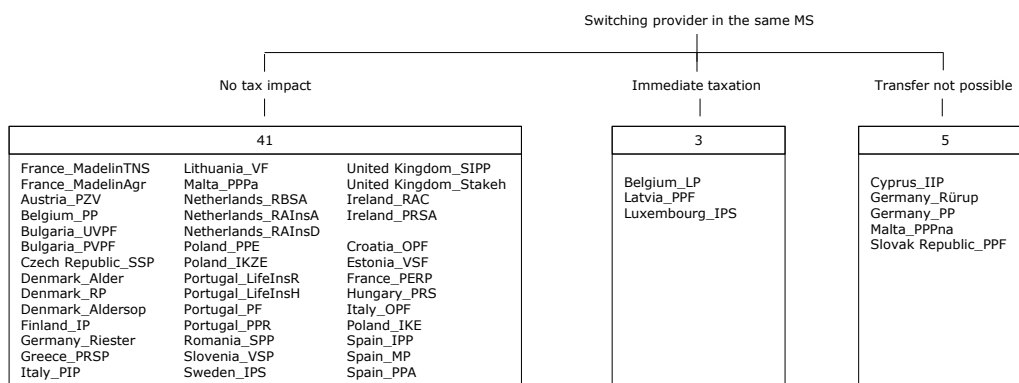 Switching provider in the same MS
No tax impact
Immediate taxation
Transfer not possible
41
France_MadelinTNS
France_MadelinAgr
Austria_PZV
Belgium_PP
Bulgaria_UVPF
Bulgaria_PVPF
Czech Republic_SSP
Denmark_Alder
Denmark_RP
Denmark_Aldersop
Finland_IP
Germany_Riester
Greece_PRSP
Italy_PIP
Lithuania_VF
Malta_PPPa
Netherlands_RBSA
Netherlands_RAInsA
Netherlands_RAInsD
Poland_PPE
Poland_IKZE
Portugal_LifeInsR
Portugal_LifeInsH
Portugal_PF
Portugal_PPR
Romania_SPP
Slovenia_VSP
Sweden_IPS
United Kingdom_SIPP
United Kingdom_Stakeh
Ireland_RAC
Ireland_PRSA
Croatia_OPF
Estonia_VSF
France_PERP
Hungary_PRS
Italy_OPF
Poland_IKE
Spain_IPP
Spain_MP
Spain_PPA
3
Belgium_LP
Latvia_PPF
Luxembourg_IPS
5
Cyprus_IIP
Germany_Rürup
Germany_PP
Malta_PPPna
Slovak Republic_PPF